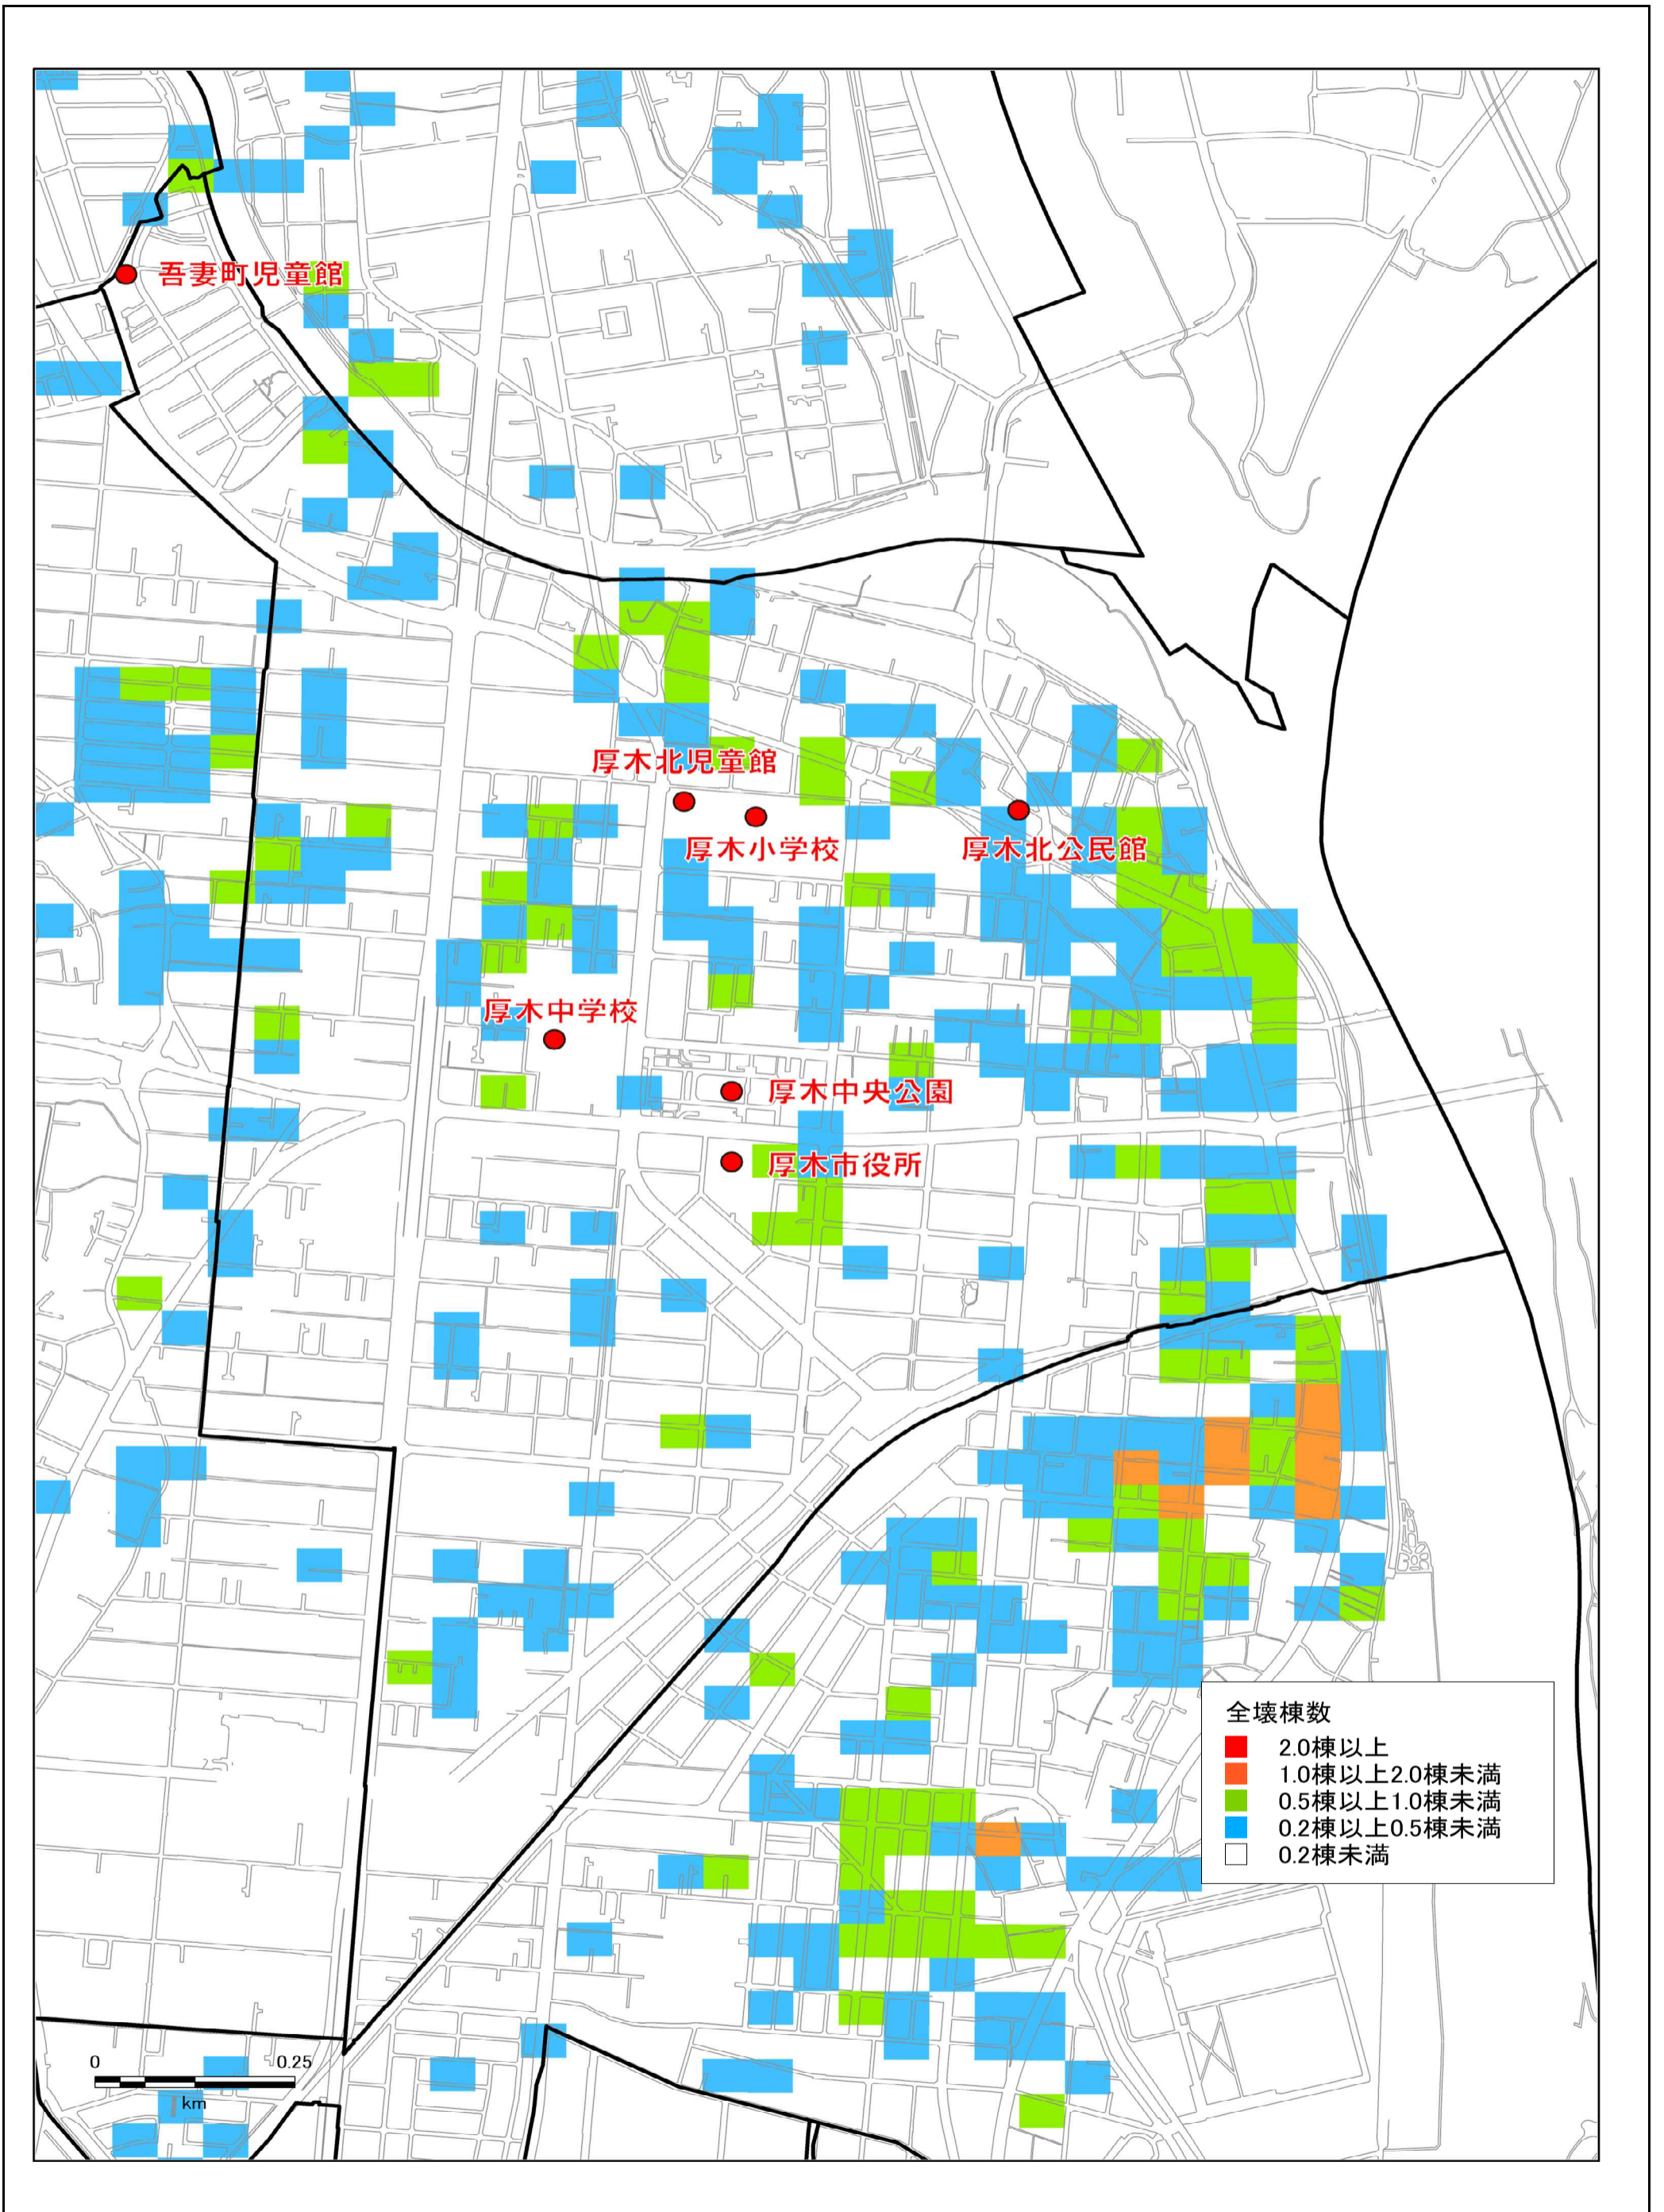 吾妻町児童館
厚木北児童館
厚木小学校
厚木北公民館
厚木中学校
厚木中央公園
厚木市役所
全壊棟数
2.0棟以上
1.0棟以上2.0棟未満
0.5棟以上1.0棟未満
0.2棟以上0.5棟未満
0.2棟未満
0 0.25
km